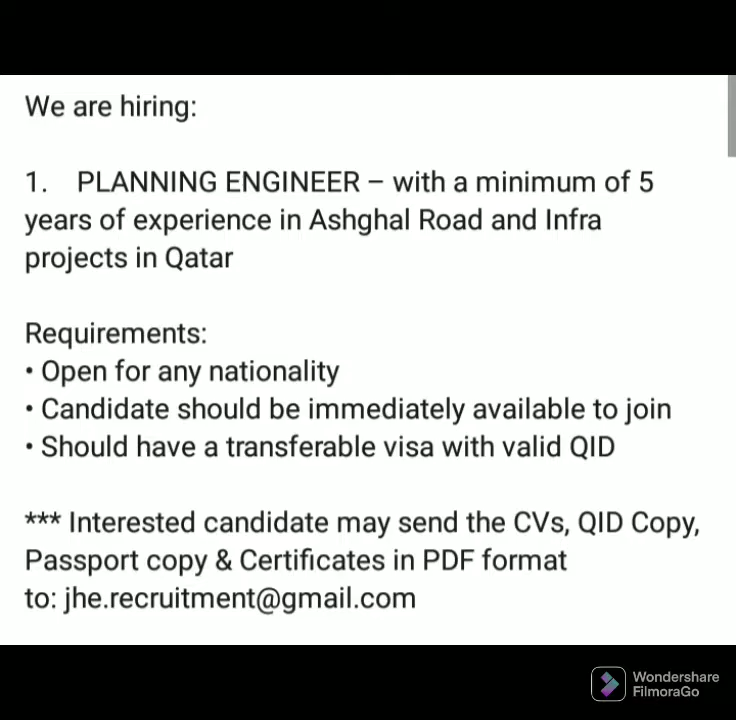 We are hiring:
1. PLANNING ENGINEER – with a minimum of 5
years of experience in Ashghal Road and Infra
projects in Qatar
Requirements:
• Open for any nationality
• Candidate should be immediately available to join
• Should have a transferable visa with valid QID
*** Interested candidate may send the CVs, QID Copy,
Passport copy & Certificates in PDF format
to: jhe.recruitment@gmail.com
Wondershare
FilmoraGo